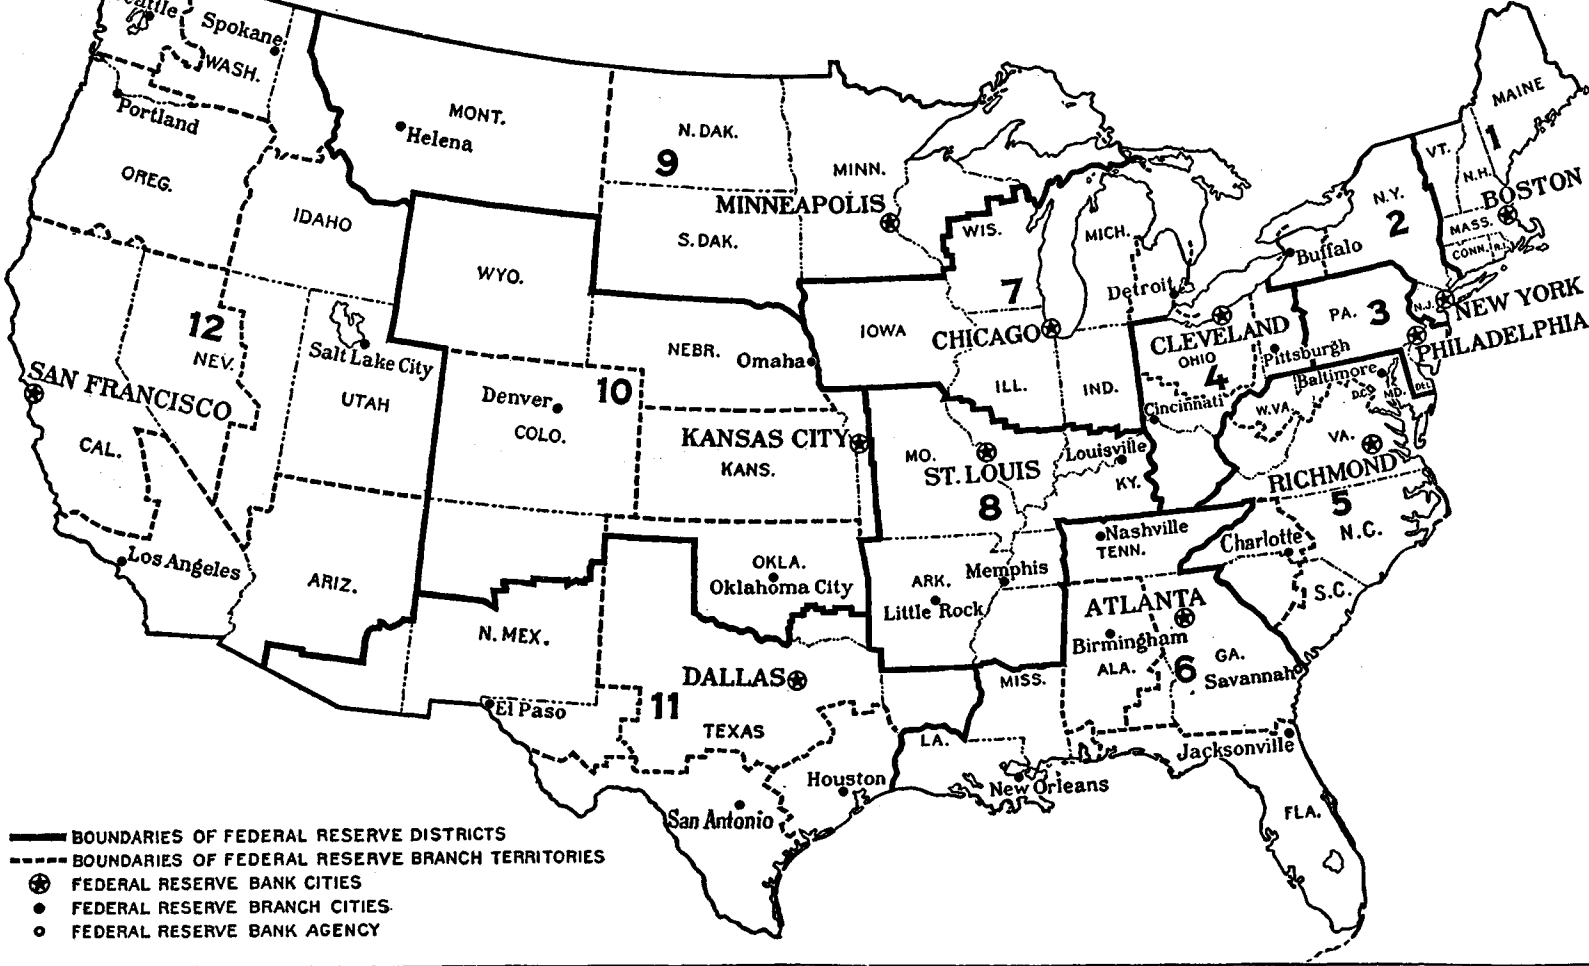 Spokane
WASH.
Portland
OREG.
IDAHO
MONT.
Helena
N. DAK.
9
MINN.
MINNEAPOLIS
S. DAK.
WYO.
WIS.
MICH.
7
Detroit
MAINE
VT.
1
N.H.
BOSTON
N.Y.
2
MASS.
CONN.
R.I.
Buffalo
12
NEV.
SAN FRANCISCO
CAL.
Los Angeles
Salt Lake City
UTAH
ARIZ.
NEBR.
Omaha
IOWA
CHICAGO
ILL.
IND.
CLEVELAND
OHIO
4
Cincinnati
Pittsburgh
PA.
3
N.J.
NEW YORK
PHILADELPHIA
Baltimore
D.C.
MD.
DEL.
W.VA.
VA.
RICHMOND
5
N.C.
Charlotte
S.C.
10
Denver
COLO.
KANSAS CITY
KANS.
MO.
ST. LOUIS
8
Louisville
KY.
Nashville
TENN.
OKLA.
Oklahoma City
ARK.
Little Rock
Memphis
ATLANTA
Birmingham
ALA.
6
GA.
Savannah
N. MEX.
El Paso
DALLAS
11
TEXAS
MISS.
LA.
New Orleans
Houston
San Antonio
Jacksonville
FLA.
BOUNDARIES OF FEDERAL RESERVE DISTRICTS
BOUNDARIES OF FEDERAL RESERVE BRANCH TERRITORIES
FEDERAL RESERVE BANK CITIES
FEDERAL RESERVE BRANCH CITIES
FEDERAL RESERVE BANK AGENCY